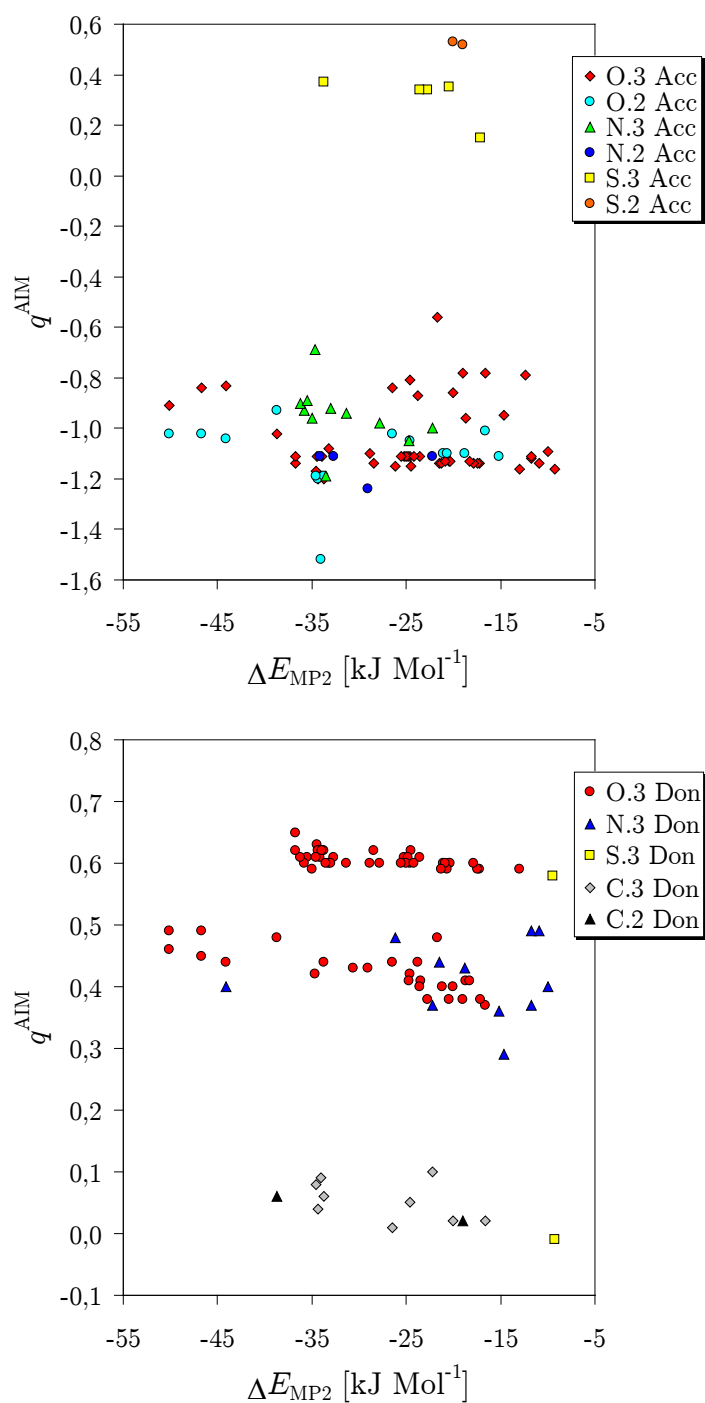 0,6
0,4
0,2
0,0
-0,2
-0,4
-0,6
-0,8
-1,0
-1,2
-1,4
-1,6
q^AIM
-55 -45 -35 -25 -15 -5
ΔE_MP2 [kJ Mol^-1]
O.3 Acc
O.2 Acc
N.3 Acc
N.2 Acc
S.3 Acc
S.2 Acc
0,8
0,7
0,6
0,5
0,4
0,3
0,2
0,1
0,0
-0,1
q^AIM
-55 -45 -35 -25 -15 -5
ΔE_MP2 [kJ Mol^-1]
O.3 Don
N.3 Don
S.3 Don
C.3 Don
C.2 Don